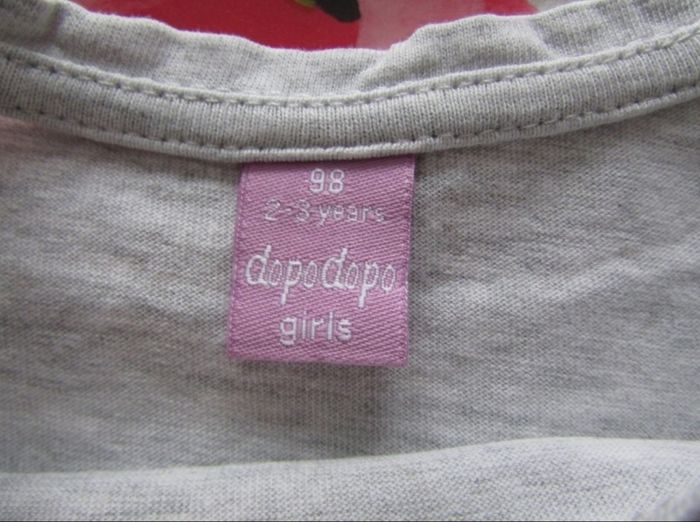 98
2-3 years
dopodopo
girls